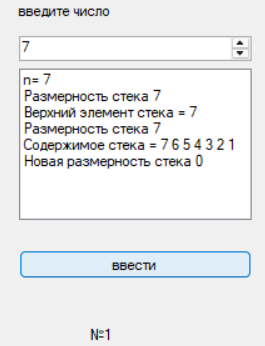 введите число
7
n= 7
Размерность стека 7
Верхний элемент стека = 7
Размерность стека 7
Содержимое стека = 7 6 5 4 3 2 1
Новая размерность стека 0
ввести
№1